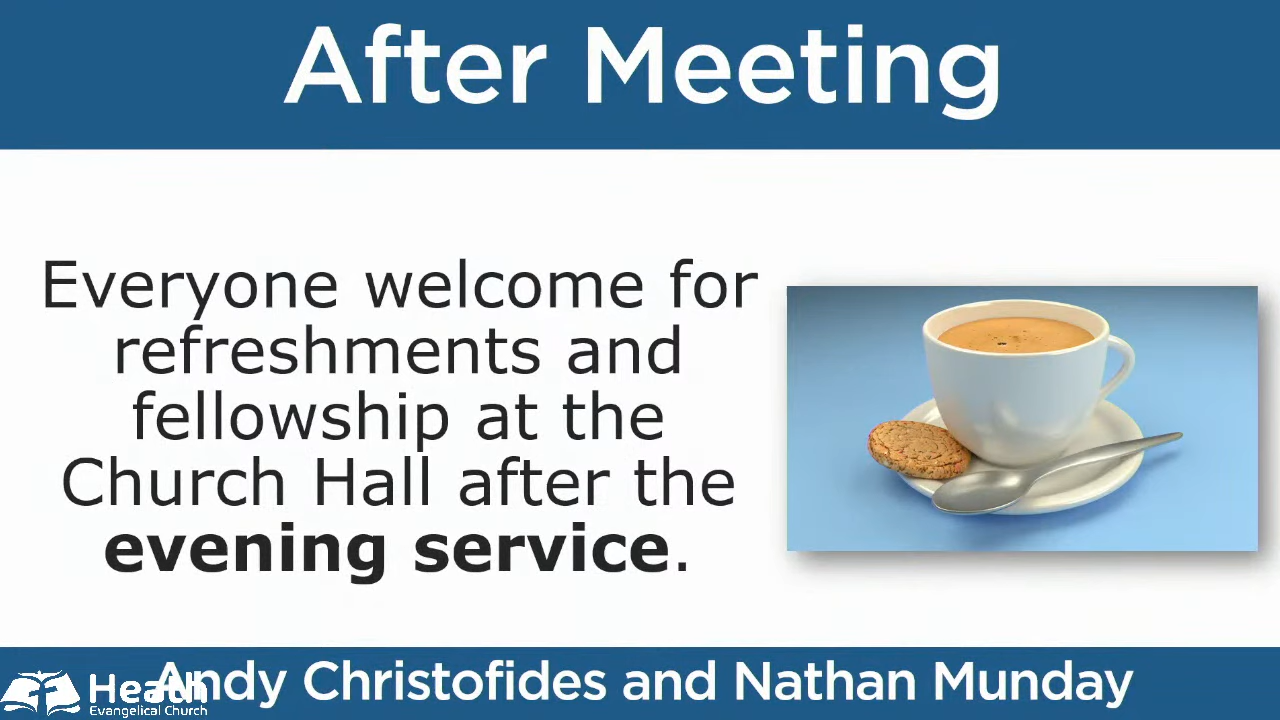 After Meeting
Everyone welcome for
refreshments and
fellowship at the
Church Hall after the
evening service.
Andy Christofides and Nathan Munday
Heath
Evangelical Church